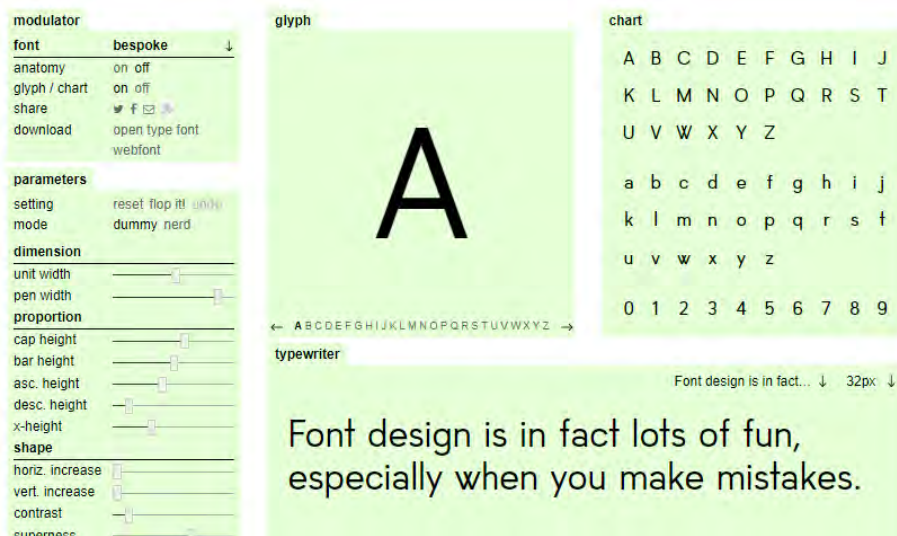 modulator
font bespoke ↓
anatomy on off
glyph / chart on off
share
download open type font
webfont
parameters
setting reset flop it! undo
mode dummy nerd
dimension
unit width
pen width
proportion
cap height
bar height
asc. height
desc. height
x-height
shape
horiz. increase
vert. increase
contrast
superness
glyph
A
← A B C D E F G H I J K L M N O P Q R S T U V W X Y Z →
chart
A B C D E F G H I J
K L M N O P Q R S T
U V W X Y Z
a b c d e f g h i j
k l m n o p q r s t
u v w x y z
0 1 2 3 4 5 6 7 8 9
typewriter
Font design is in fact... ↓ 32px ↓
Font design is in fact lots of fun,
especially when you make mistakes.